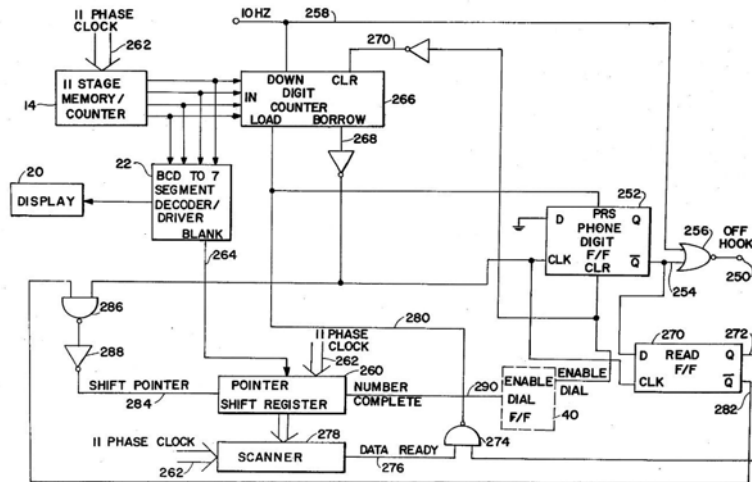 11 PHASE
CLOCK
262
10HZ
258
270
11 STAGE
MEMORY/
COUNTER
14
DOWN
CLR
IN
DIGIT
COUNTER
LOAD
BORROW
266
268
22
BCD TO 7
SEGMENT
DECODER/
DRIVER
BLANK
20
DISPLAY
264
252
PRS
D
Q
PHONE
DIGIT
F/F
CLK
CLR
Q
256
OFF
HOOK
254
250
286
288
280
11 PHASE
CLOCK
262
270
272
D
READ
Q
F/F
CLK
Q
282
SHIFT POINTER
284
260
POINTER
SHIFT REGISTER
NUMBER
COMPLETE
290
ENABLE
DIAL
F/F
40
ENABLE
DIAL
274
11 PHASE CLOCK
262
278
SCANNER
DATA READY
276